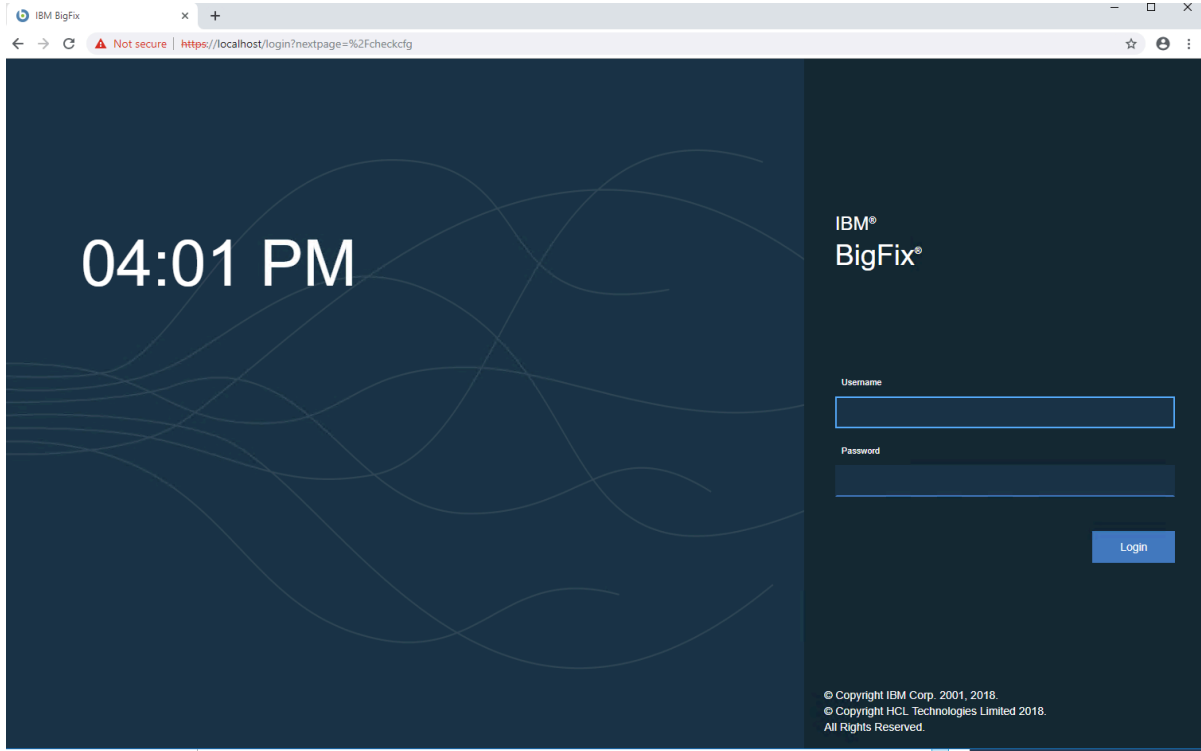 IBM BigFix
Not secure | https://localhost/login?nextpage=%2Fcheckcfg
04:01 PM
IBM®
BigFix®
Username
Password
Login
© Copyright IBM Corp. 2001, 2018.
© Copyright HCL Technologies Limited 2018.
All Rights Reserved.